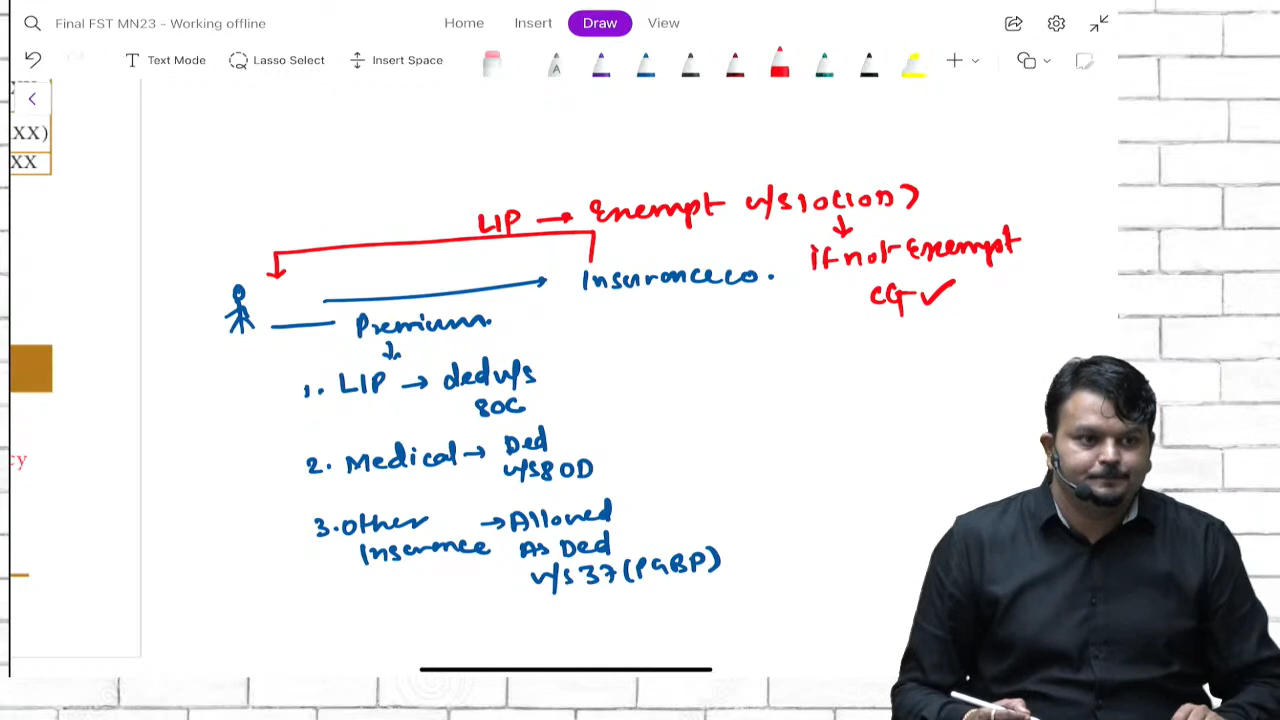 Final FST MN23 - Working offline
Home
Insert
Draw
View
Text Mode
Lasso Select
Insert Space
XX)
XX
LIP → Exempt u/s 10(10D)
if not Exempt
CG ✓
Insurance co.
Premium.
1. LIP → ded u/s
80C
2. Medical → Ded
u/s 80D
3. Other → Allowed
Insurance As Ded
u/s 37 (PGBP)
cy